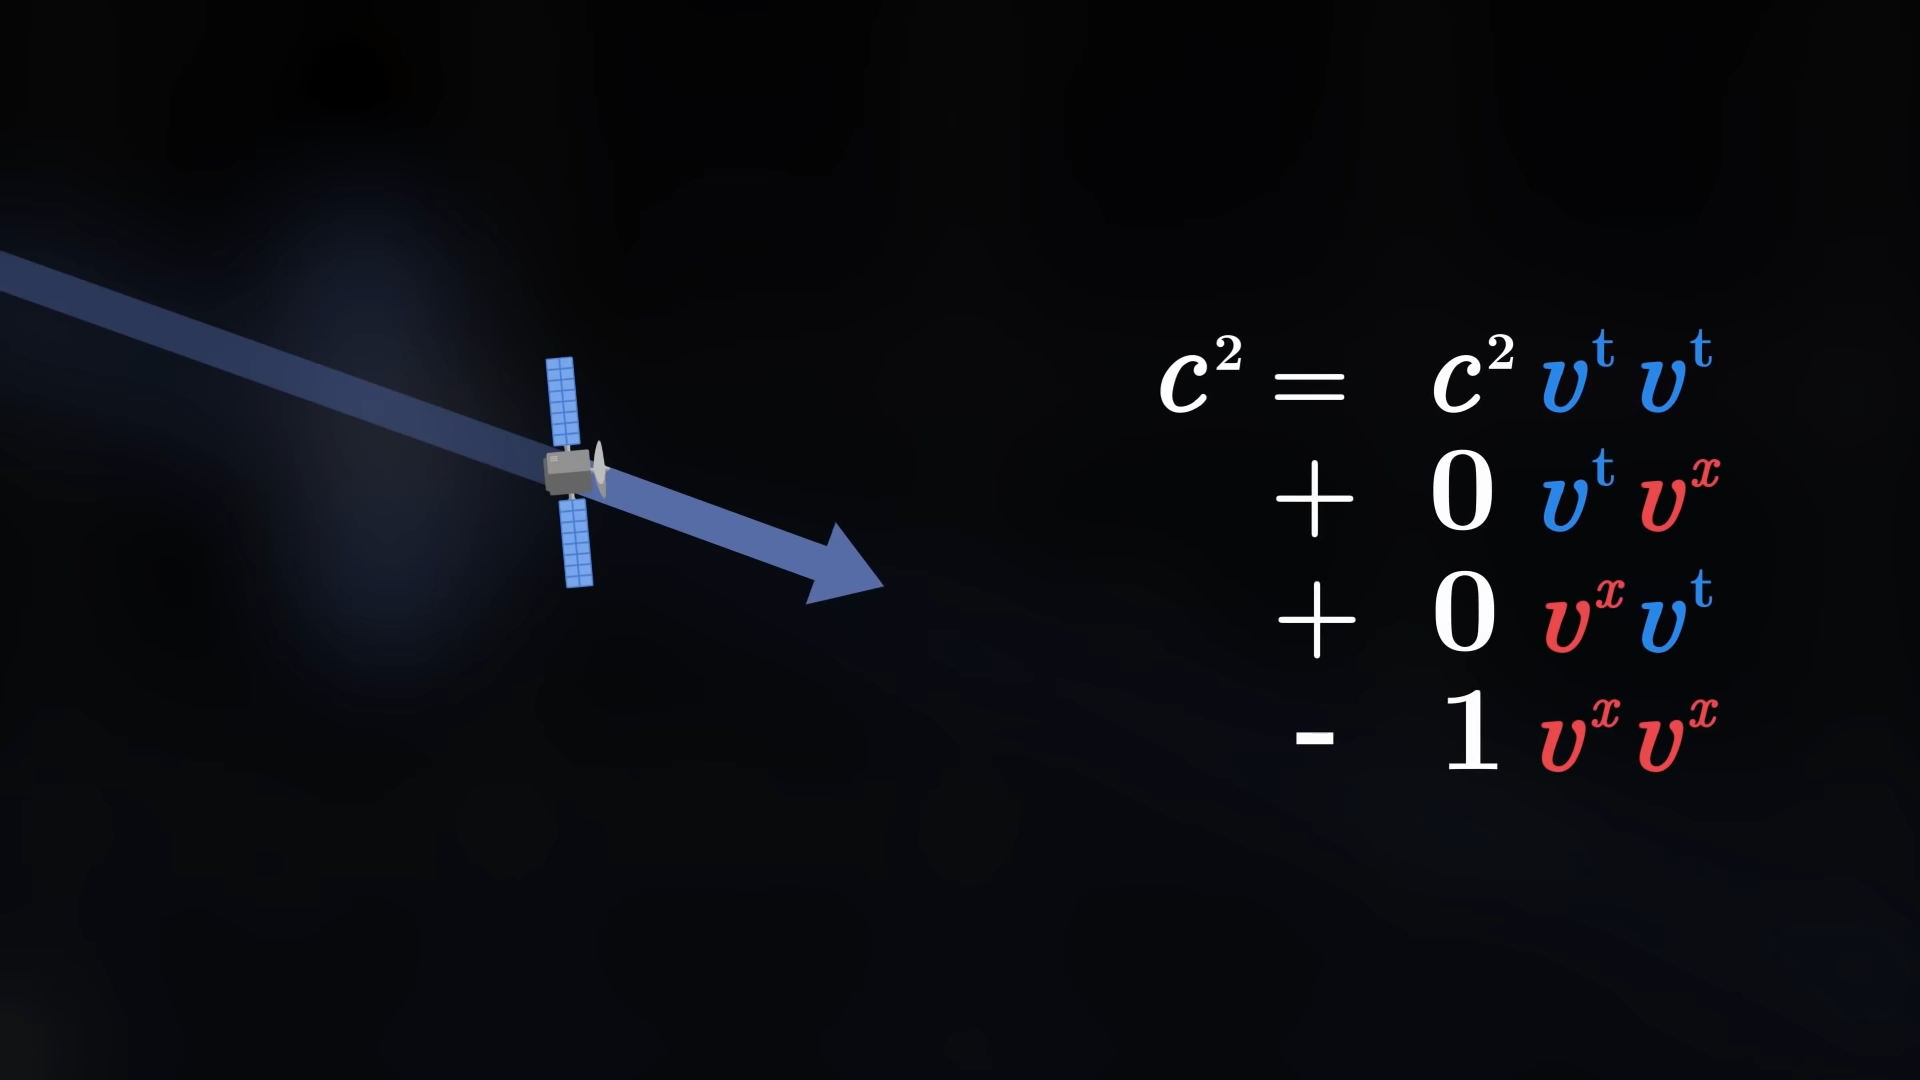 c² = c² vᵗ vᵗ
+ 0 vᵗ vˣ
+ 0 vˣ vᵗ
- 1 vˣ vˣ